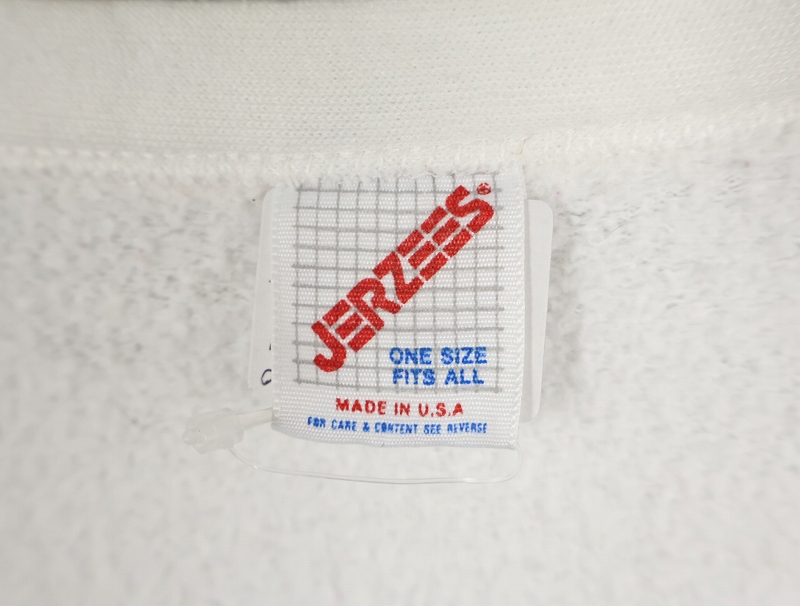 JERZEES®
ONE SIZE
FITS ALL
MADE IN U.S.A
FOR CARE & CONTENT SEE REVERSE